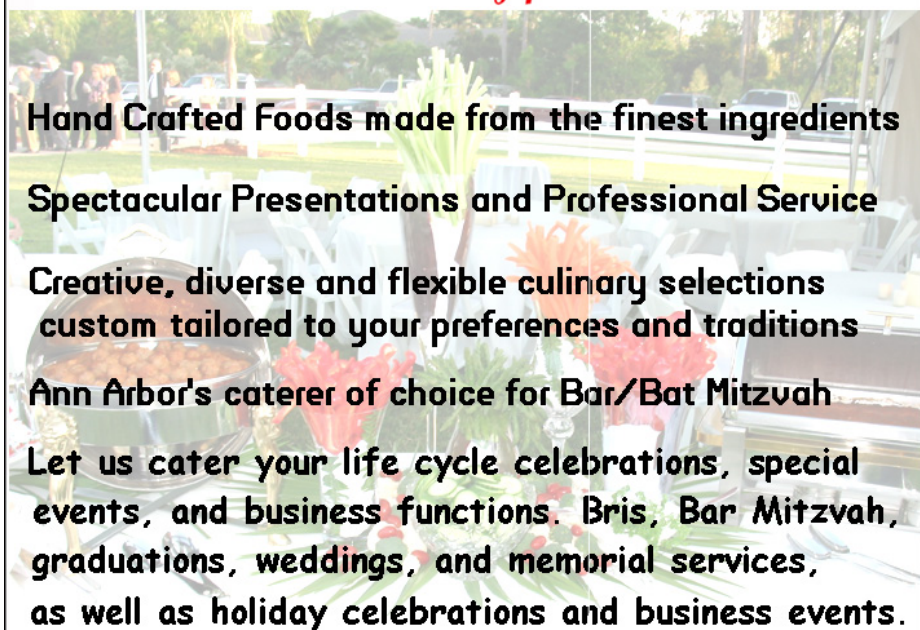 Hand Crafted Foods made from the finest ingredients
Spectacular Presentations and Professional Service
Creative, diverse and flexible culinary selections
custom tailored to your preferences and traditions
Ann Arbor's caterer of choice for Bar/Bat Mitzvah
Let us cater your life cycle celebrations, special
events, and business functions. Bris, Bar Mitzvah,
graduations, weddings, and memorial services,
as well as holiday celebrations and business events.